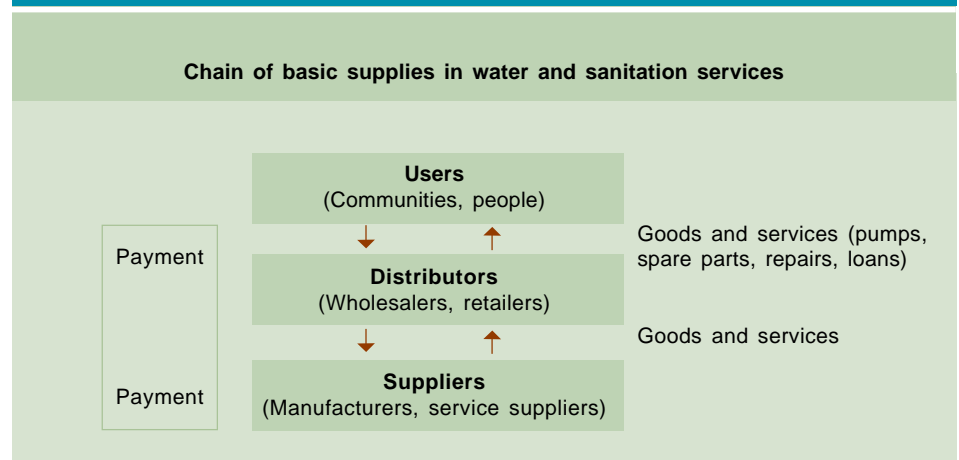 Chain of basic supplies in water and sanitation services
Users
(Communities, people)
Goods and services (pumps,
spare parts, repairs, loans)
Payment
Distributors
(Wholesalers, retailers)
Goods and services
Suppliers
(Manufacturers, service suppliers)
Payment